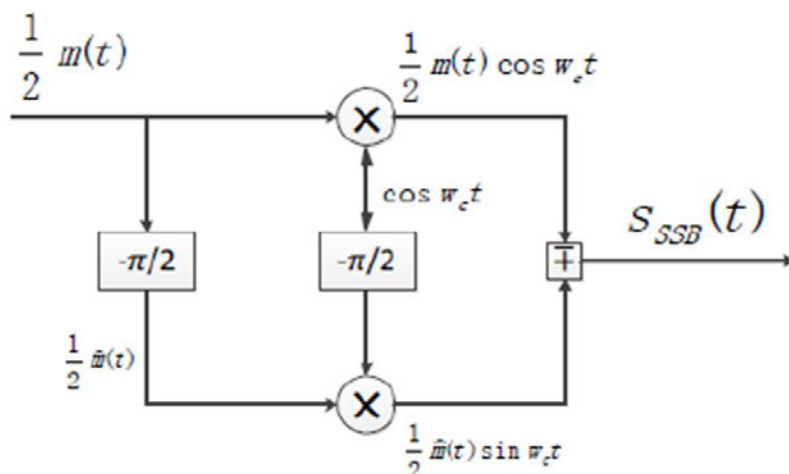 1/2 m(t)
1/2 m(t) cos w_c t
×
cos w_c t
S_SSB(t)
-π/2
-π/2
∓
1/2 m̂(t)
×
1/2 m̂(t) sin w_c t